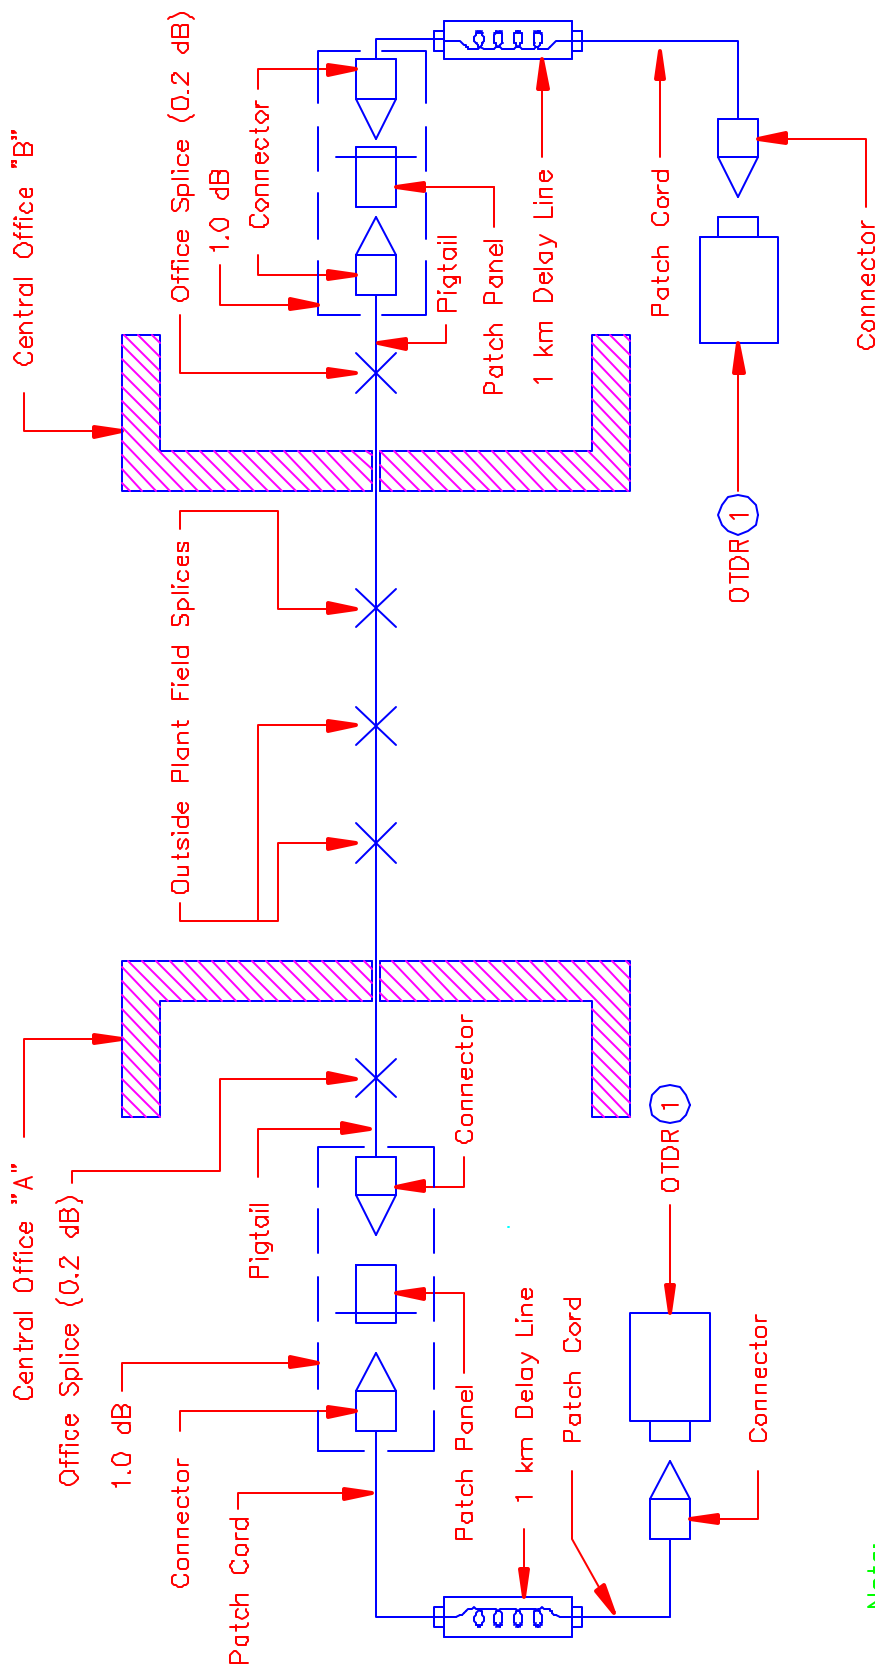 Central Office "A"
Office Splice (0.2 dB)
1.0 dB
Connector
Patch Cord
Pigtail
Connector
Patch Panel
1 km Delay Line
Patch Cord
OTDR 1
Connector
Outside Plant Field Splices
Central Office "B"
Office Splice (0.2 dB)
1.0 dB
Connector
Pigtail
Patch Panel
1 km Delay Line
Patch Cord
OTDR 1
Connector